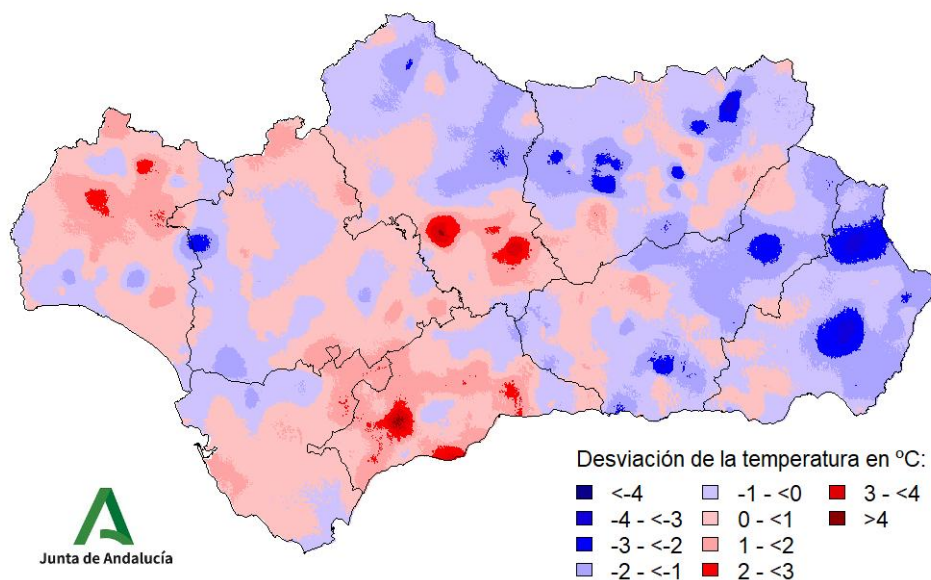 Desviación de la temperatura en ºC:
<-4
-4 - <-3
-3 - <-2
-2 - <-1
-1 - <0
0 - <1
1 - <2
2 - <3
3 - <4
>4
Junta de Andalucía